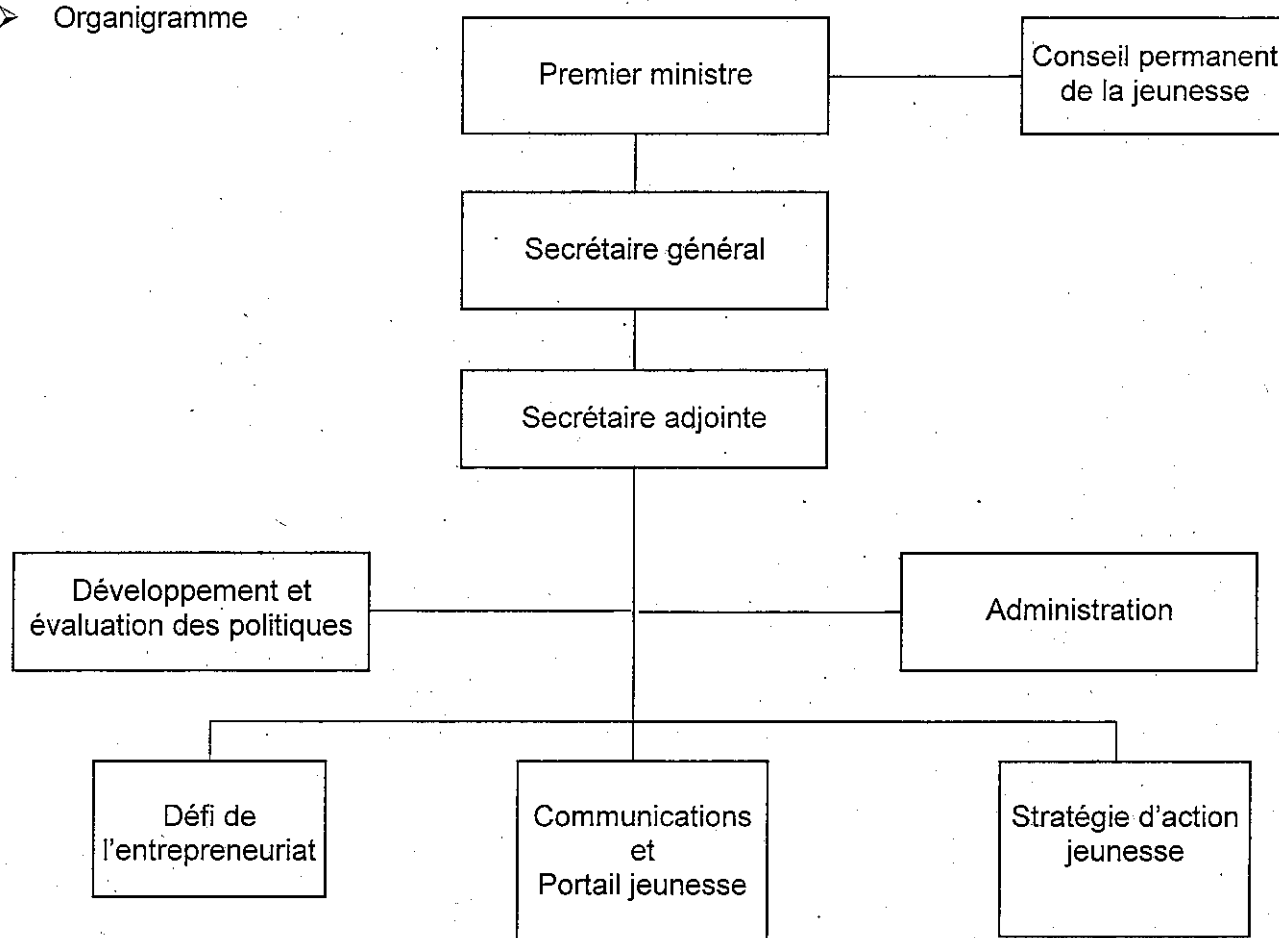 ➢ Organigramme
Premier ministre
Conseil permanent
de la jeunesse
Secrétaire général
Secrétaire adjointe
Développement et
évaluation des politiques
Administration
Défi de
l'entrepreneuriat
Communications
et
Portail jeunesse
Stratégie d'action
jeunesse